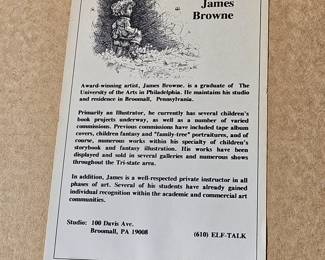 James
Browne
Award-winning artist, James Browne, is a graduate of The
University of the Arts in Philadelphia. He maintains his studio
and residence in Broomall, Pennsylvania.
Primarily an Illustrator, he currently has several children's
book projects underway, as well as a number of varied
commissions. Previous commissions have included tape album
covers, children fantasy and "family-tree" portraitures, and of
course, numerous works within his specialty of children's
storybook and fantasy illustration. His works have been
displayed and sold in several galleries and numerous shows
throughout the Tri-state area.
In addition, James is a well-respected private instructor in all
phases of art. Several of his students have already gained
individual recognition within the academic and commercial art
communities.
Studio: 100 Davis Ave.
Broomall, PA 19008 (610) ELF-TALK